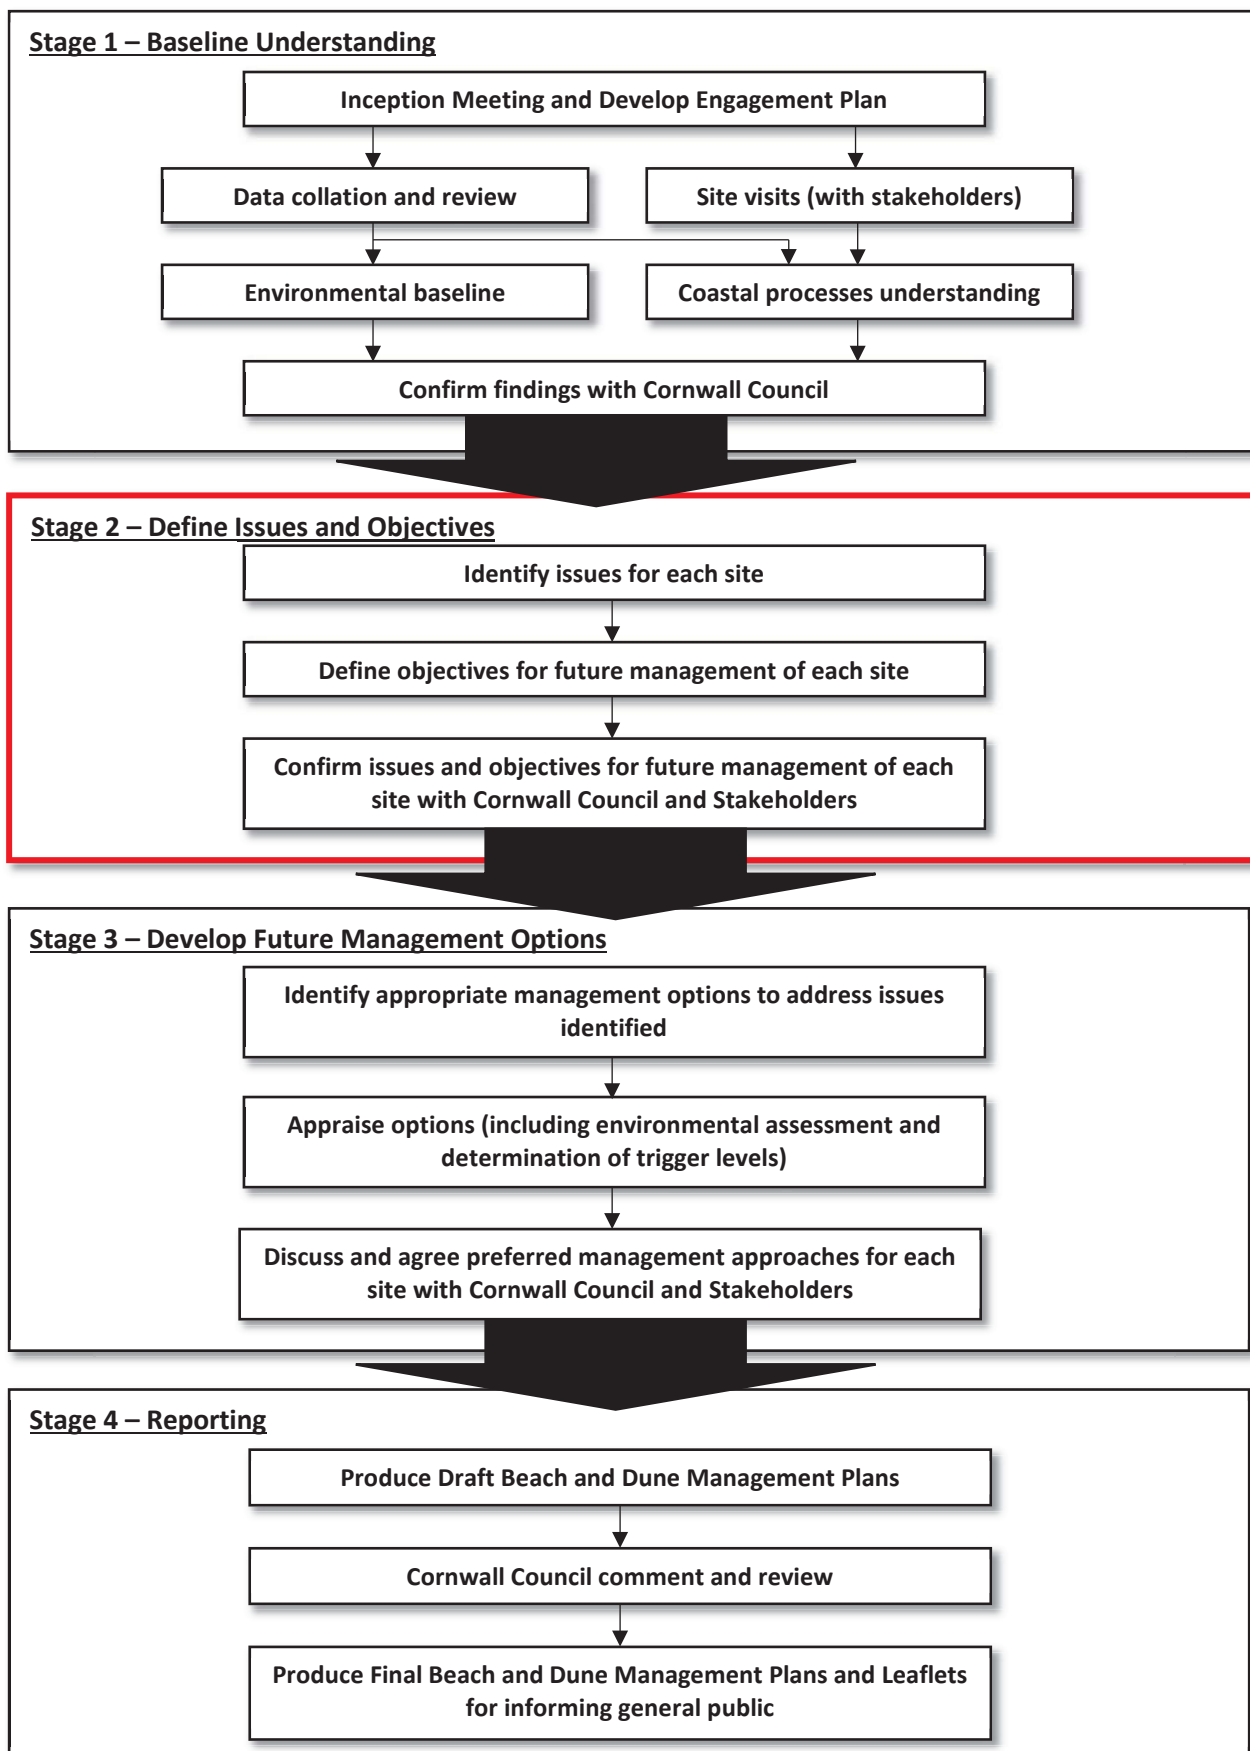 Stage 1 – Baseline Understanding
Inception Meeting and Develop Engagement Plan
Data collation and review
Site visits (with stakeholders)
Environmental baseline
Coastal processes understanding
Confirm findings with Cornwall Council
Stage 2 – Define Issues and Objectives
Identify issues for each site
Define objectives for future management of each site
Confirm issues and objectives for future management of each
site with Cornwall Council and Stakeholders
Stage 3 – Develop Future Management Options
Identify appropriate management options to address issues
identified
Appraise options (including environmental assessment and
determination of trigger levels)
Discuss and agree preferred management approaches for each
site with Cornwall Council and Stakeholders
Stage 4 – Reporting
Produce Draft Beach and Dune Management Plans
Cornwall Council comment and review
Produce Final Beach and Dune Management Plans and Leaflets
for informing general public